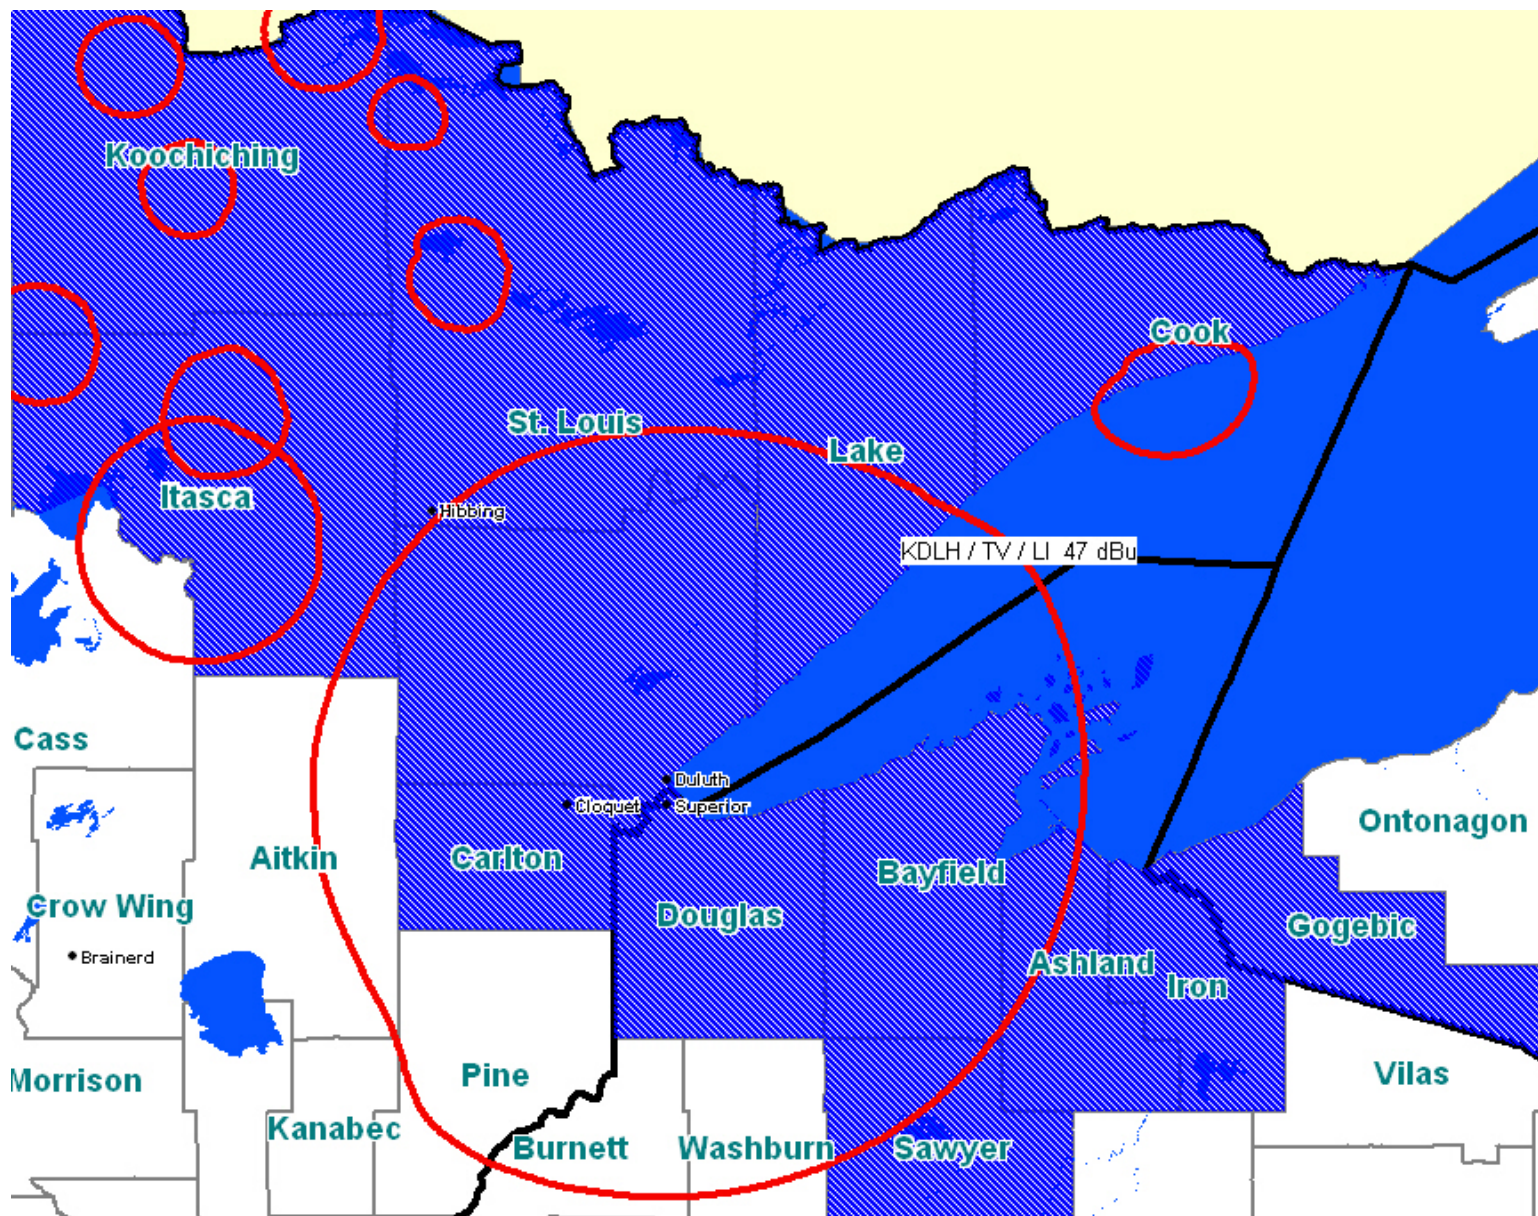 Koochiching
Cook
St. Louis
Lake
Itasca
Hibbing
KDLH / TV / LI 47 dBu
Cass
Duluth
Cloquet
Superior
Ontonagon
Aitkin
Carlton
Bayfield
Crow Wing
Douglas
Gogebic
Brainerd
Ashland
Iron
Morrison
Pine
Vilas
Kanabec
Burnett
Washburn
Sawyer